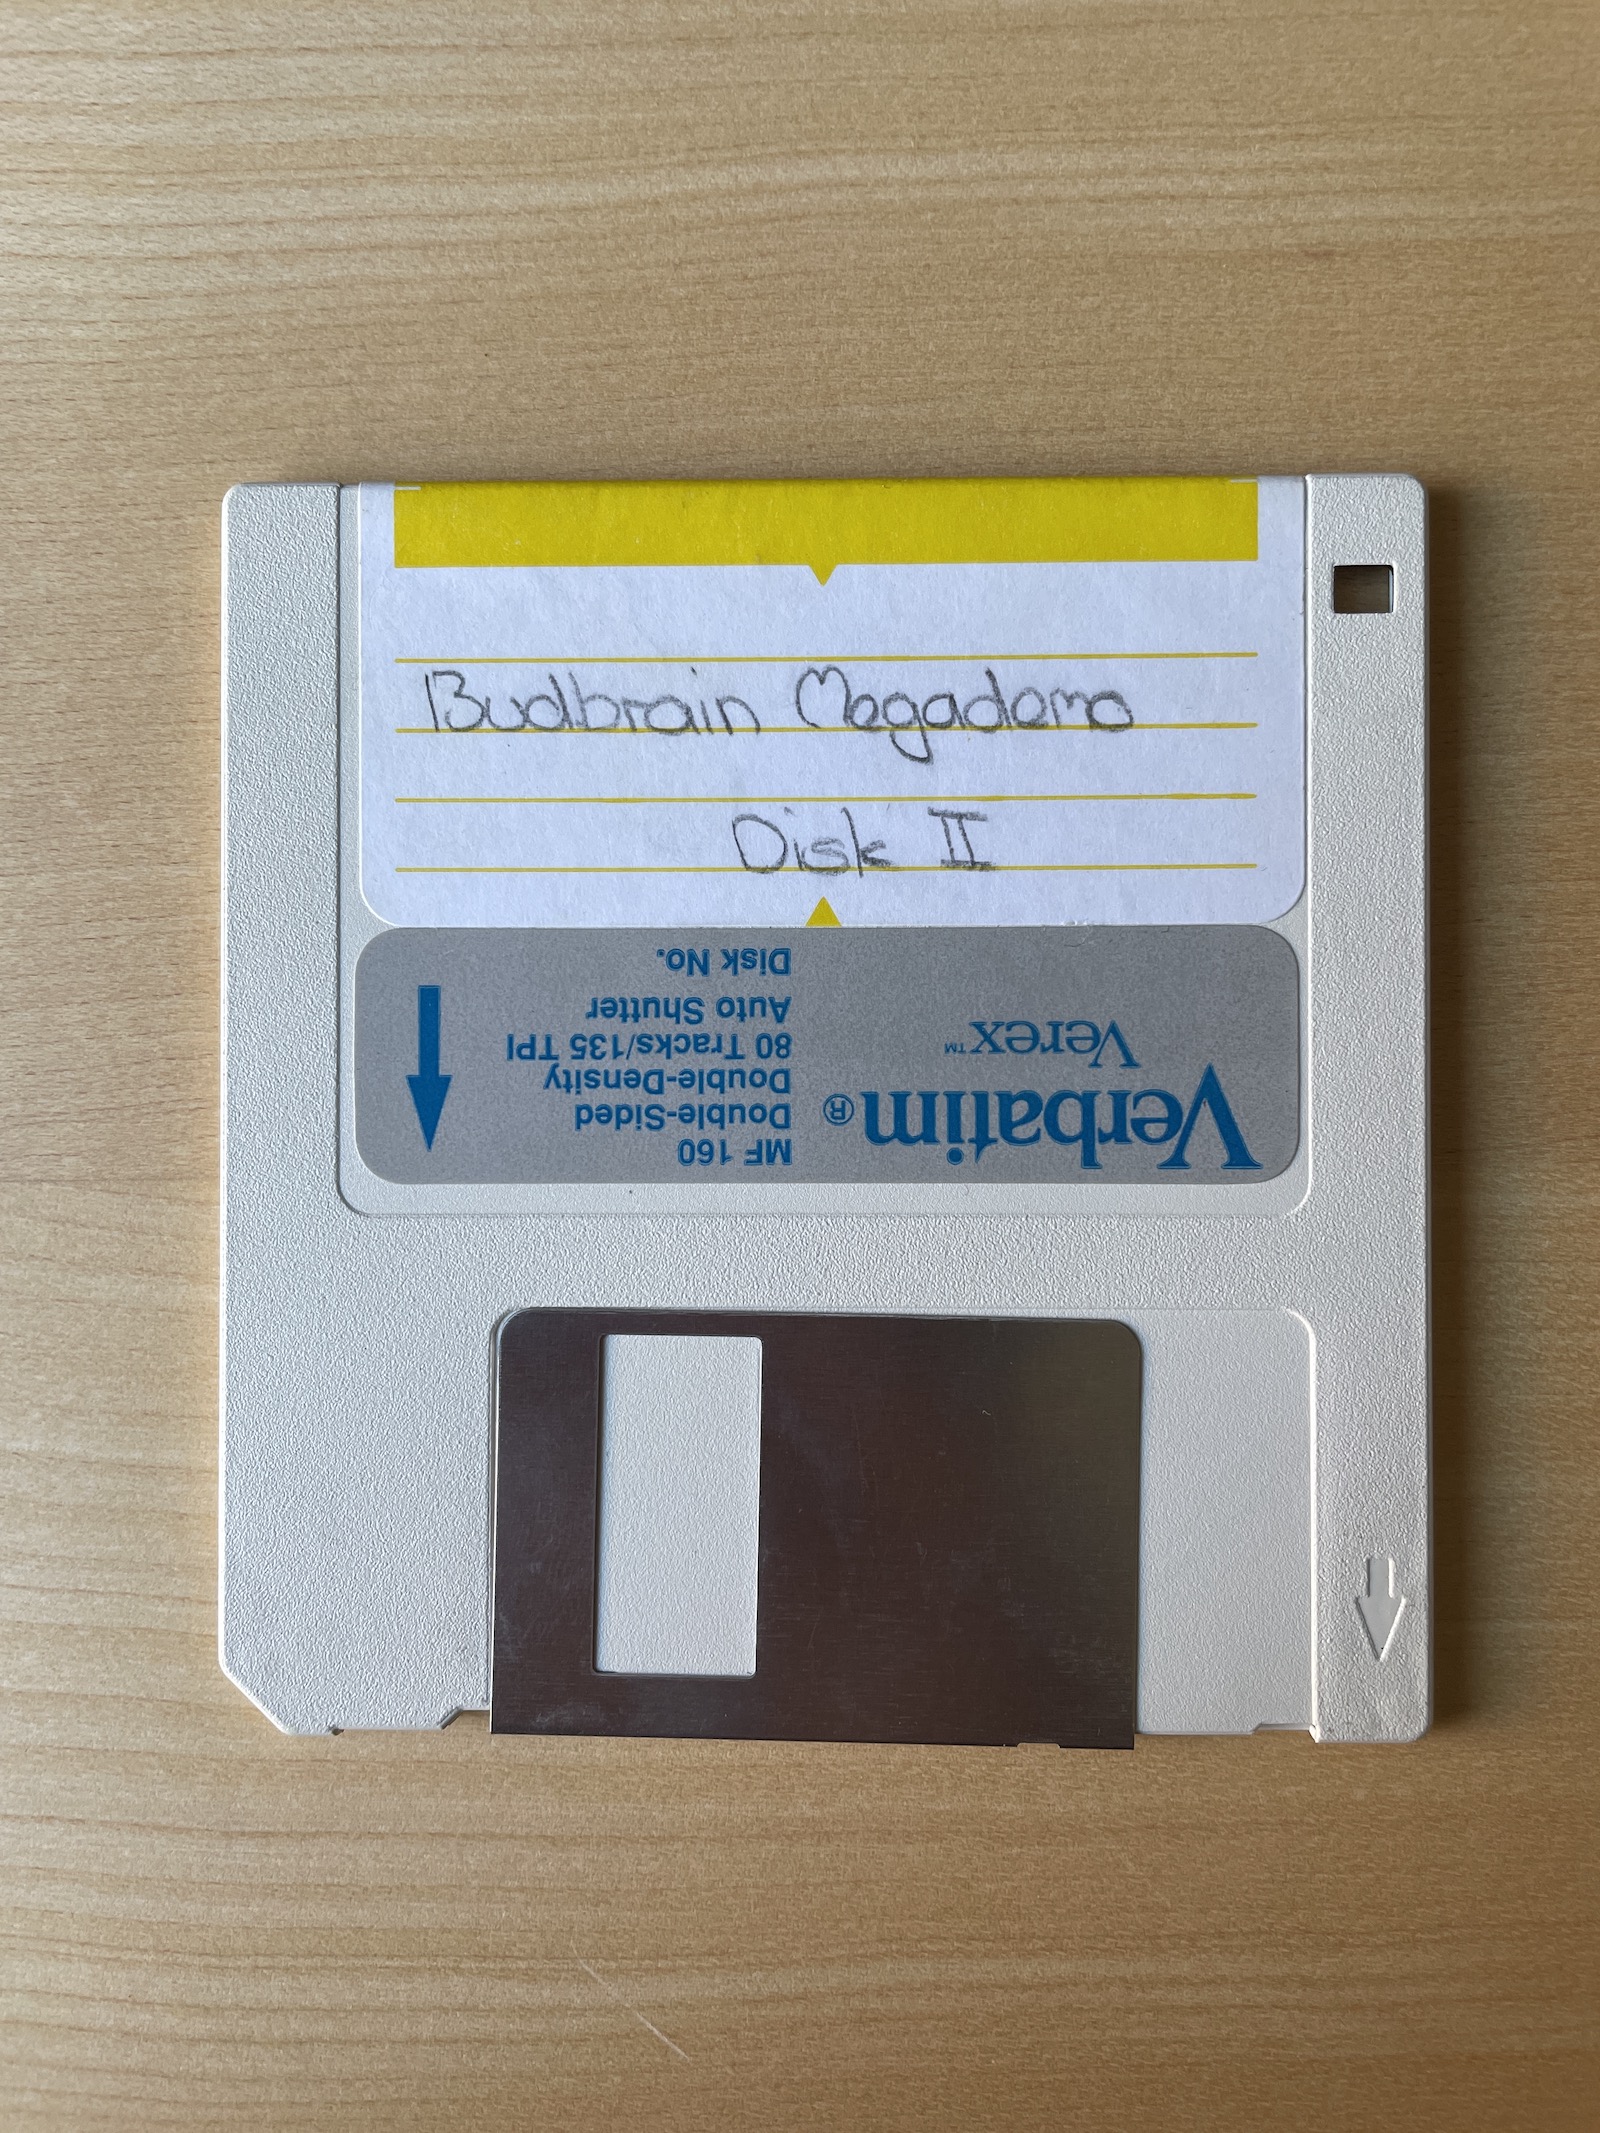 Budbrain Megademo
Disk II
Verbatim®
Verex™
MF 160
Double-Sided
Double-Density
80 Tracks/135 TPI
Auto Shutter
Disk No.